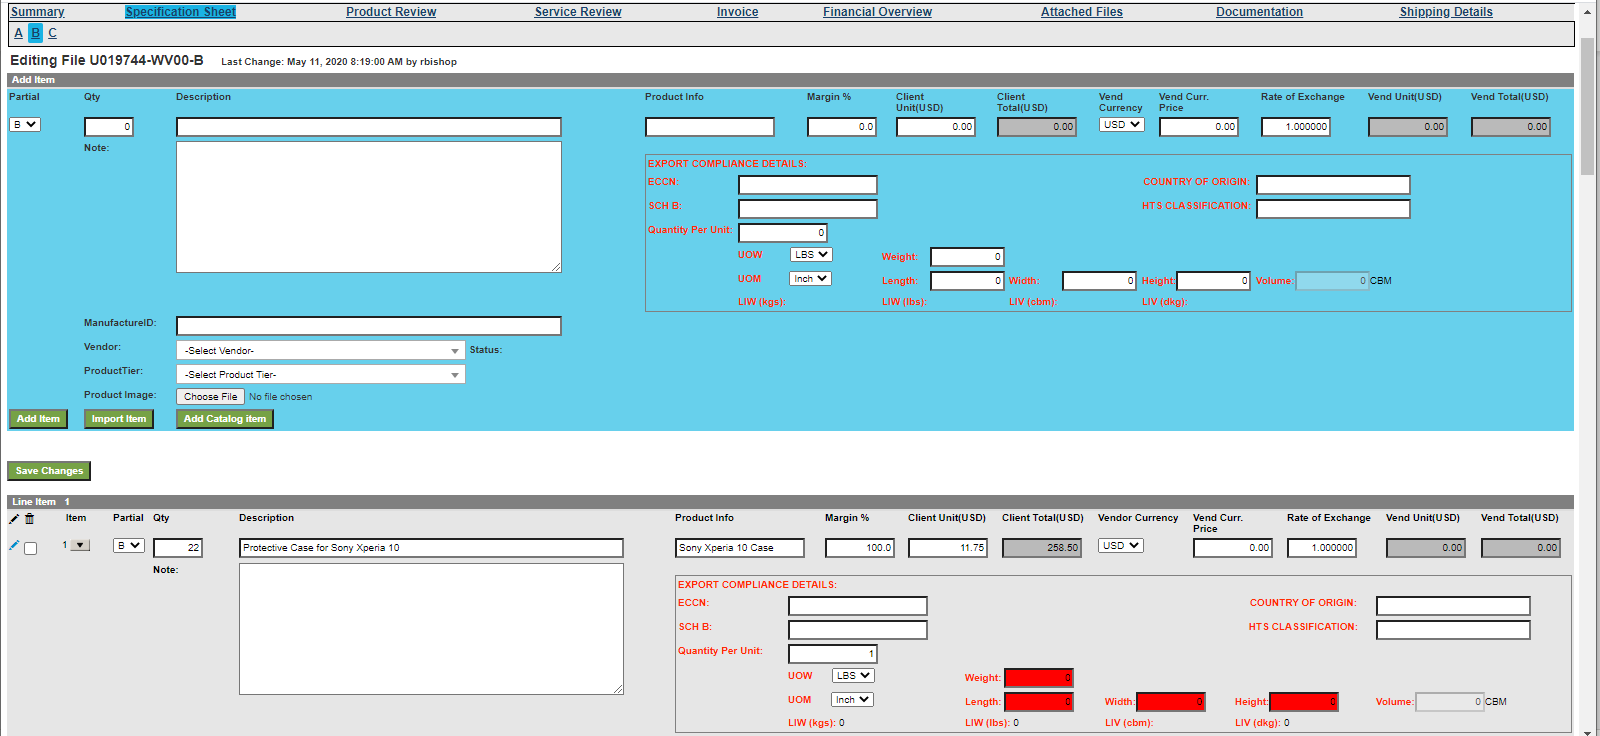 Summary Specification Sheet Product Review Service Review Invoice Financial Overview Attached Files Documentation Shipping Details
A B C
Editing File U019744-WV00-B Last Change: May 11, 2020 8:19:00 AM by rbishop
Add Item
Partial Qty Description Product Info Margin % Client Unit(USD) Client Total(USD) Vend Currency Vend Curr. Price Rate of Exchange Vend Unit(USD) Vend Total(USD)
B 0 0.0 0.00 0.00 USD 0.00 1.000000 0.00 0.00
Note:
EXPORT COMPLIANCE DETAILS:
ECCN: COUNTRY OF ORIGIN:
SCH B: HTS CLASSIFICATION:
Quantity Per Unit: 0
UOW LBS Weight: 0
UOM Inch Length: 0 Width: 0 Height: 0 Volume: 0 CBM
LIW (kgs): LIW (lbs): LIV (cbm): LIV (dkg):
ManufactureID:
Vendor: -Select Vendor- Status:
ProductTier: -Select Product Tier-
Product Image: Choose File No file chosen
Add Item Import Item Add Catalog item
Save Changes
Line Item 1
Item Partial Qty Description Product Info Margin % Client Unit(USD) Client Total(USD) Vendor Currency Vend Curr. Price Rate of Exchange Vend Unit(USD) Vend Total(USD)
1 B 22 Protective Case for Sony Xperia 10 Sony Xperia 10 Case 100.0 11.75 258.50 USD 0.00 1.000000 0.00 0.00
Note:
EXPORT COMPLIANCE DETAILS:
ECCN: COUNTRY OF ORIGIN:
SCH B: HTS CLASSIFICATION:
Quantity Per Unit: 1
UOW LBS Weight: 0
UOM Inch Length: 0 Width: 0 Height: 0 Volume: 0 CBM
LIW (kgs): 0 LIW (lbs): 0 LIV (cbm): LIV (dkg): 0